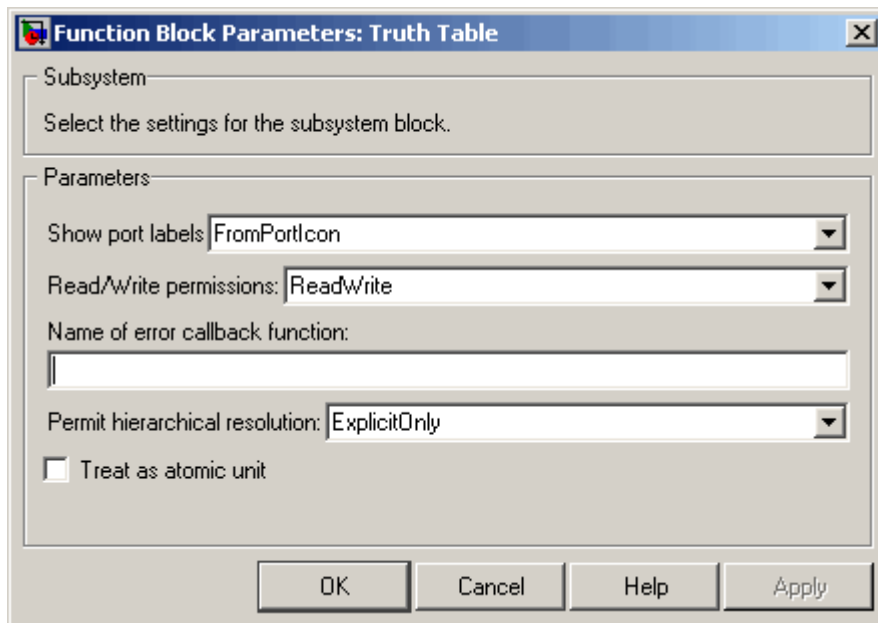 Function Block Parameters: Truth Table
Subsystem
Select the settings for the subsystem block.
Parameters
Show port labels FromPortIcon
Read/Write permissions: ReadWrite
Name of error callback function:
Permit hierarchical resolution: ExplicitOnly
Treat as atomic unit
OK Cancel Help Apply